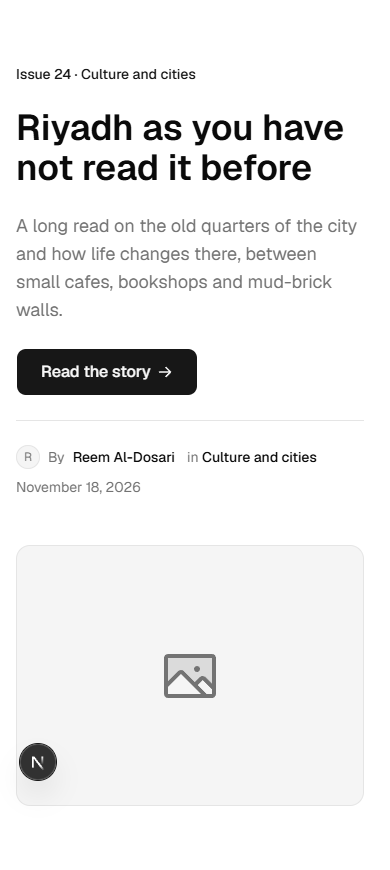 Issue 24 · Culture and cities
Riyadh as you have
not read it before
A long read on the old quarters of the city
and how life changes there, between
small cafes, bookshops and mud-brick
walls.
Read the story →
R By Reem Al-Dosari in Culture and cities
November 18, 2026
N